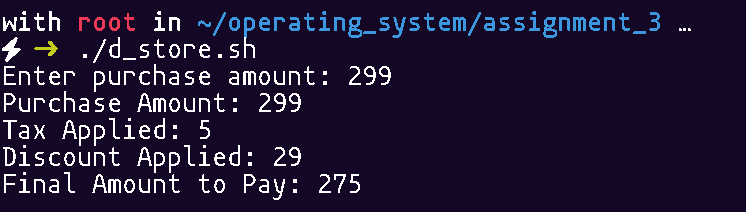 with root in ~/operating_system/assignment_3 …
⚡ ➜ ./d_store.sh
Enter purchase amount: 299
Purchase Amount: 299
Tax Applied: 5
Discount Applied: 29
Final Amount to Pay: 275